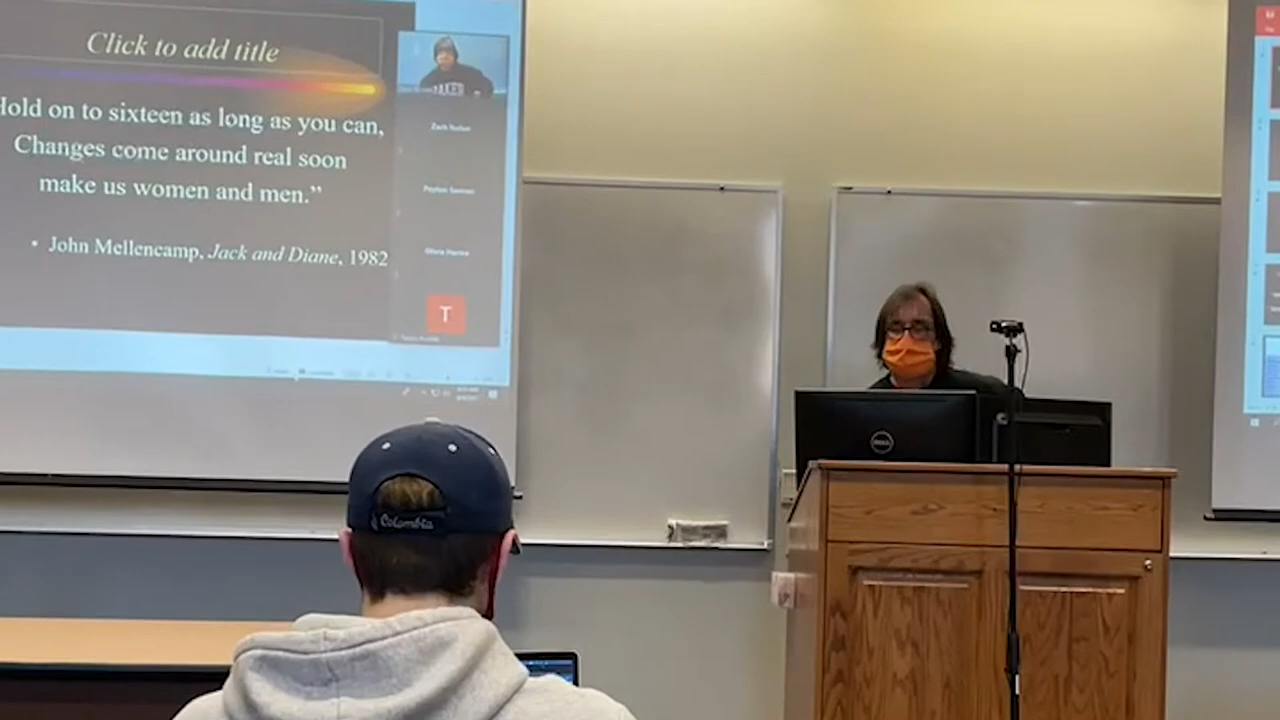 Click to add title
Hold on to sixteen as long as you can,
Changes come around real soon
make us women and men.”
• John Mellencamp, Jack and Diane, 1982
T
DELL
Columbia